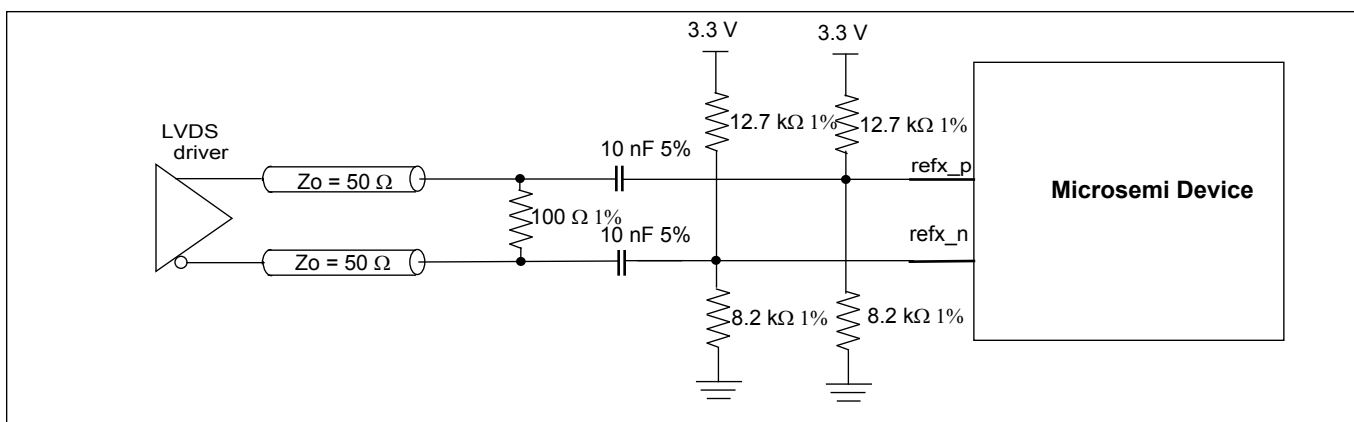 3.3 V
3.3 V
LVDS
driver
12.7 kΩ 1%
12.7 kΩ 1%
10 nF 5%
refx_p
Zo = 50 Ω
Microsemi Device
100 Ω 1%
10 nF 5%
refx_n
Zo = 50 Ω
8.2 kΩ 1%
8.2 kΩ 1%